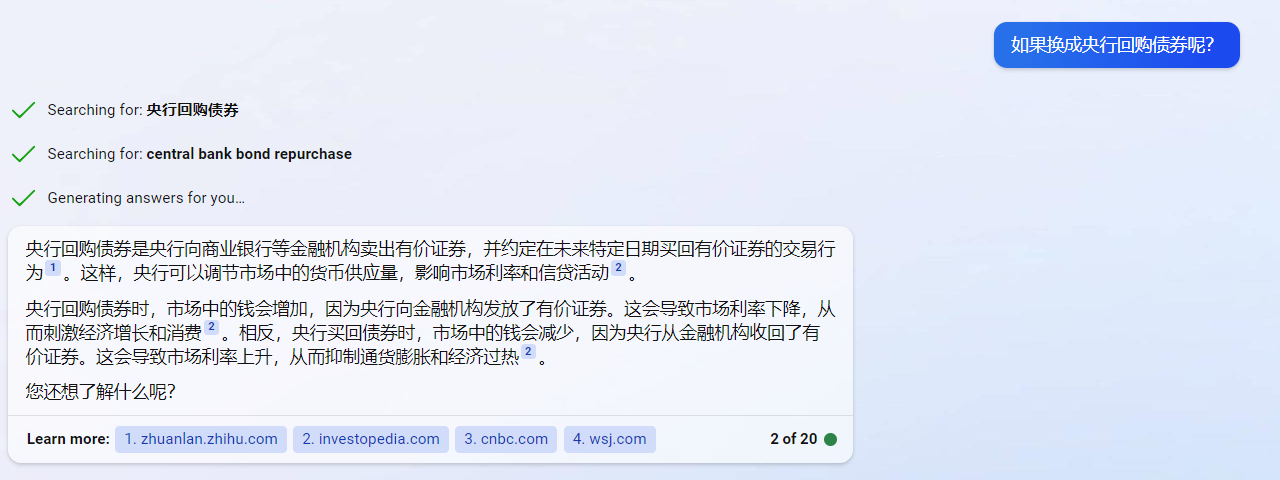 如果换成央行回购债券呢？
Searching for: 央行回购债券
Searching for: central bank bond repurchase
Generating answers for you…
央行回购债券是央行向商业银行等金融机构卖出有价证券，并约定在未来特定日期买回有价证券的交易行
为 1 。这样，央行可以调节市场中的货币供应量，影响市场利率和信贷活动 2 。
央行回购债券时，市场中的钱会增加，因为央行向金融机构发放了有价证券。这会导致市场利率下降，从
而刺激经济增长和消费 2 。相反，央行买回债券时，市场中的钱会减少，因为央行从金融机构收回了有
价证券。这会导致市场利率上升，从而抑制通货膨胀和经济过热 2 。
您还想了解什么呢？
Learn more: 1. zhuanlan.zhihu.com 2. investopedia.com 3. cnbc.com 4. wsj.com 2 of 20